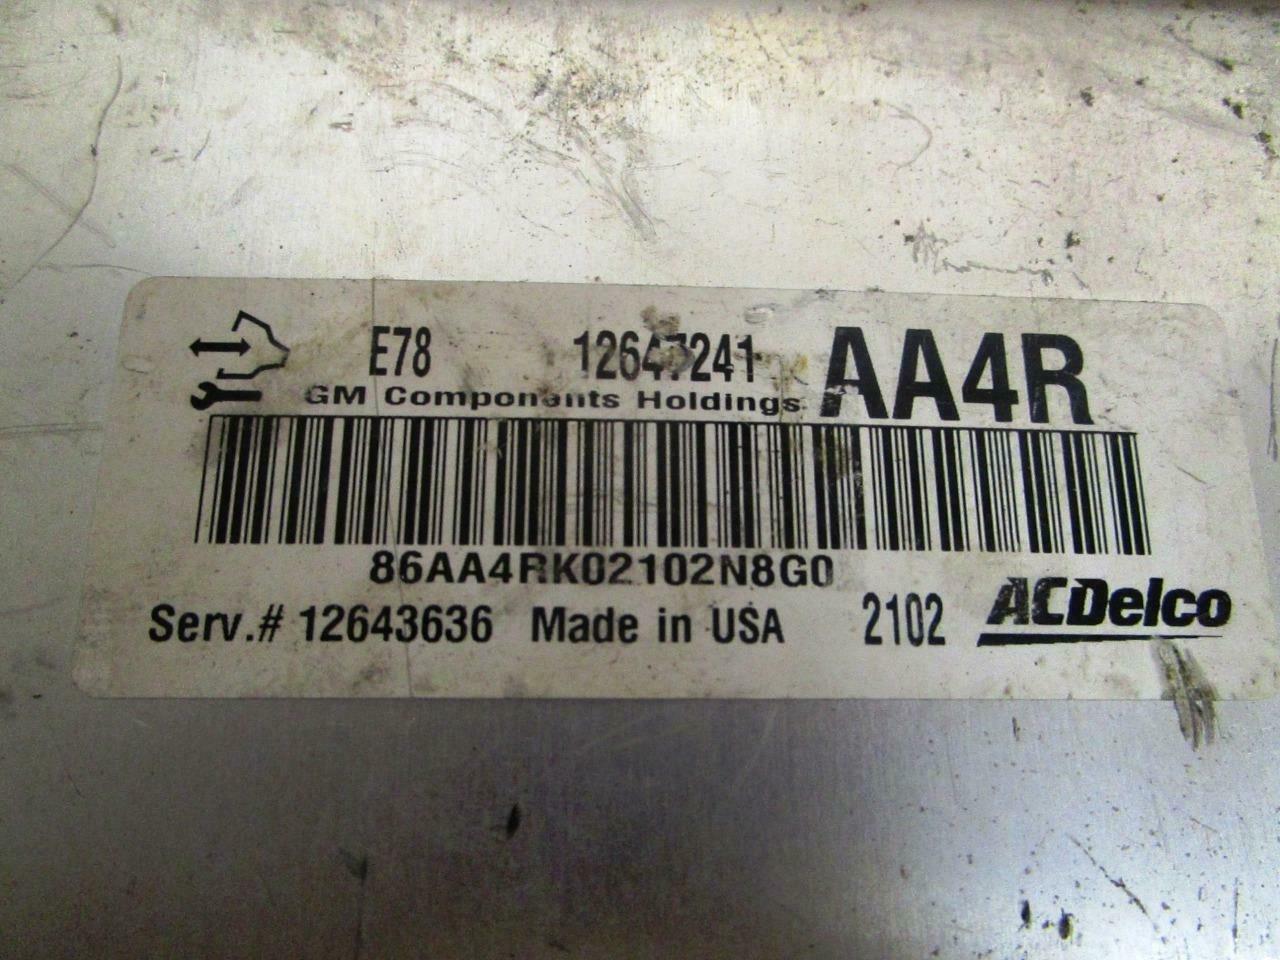 E78 12647241 AA4R
GM Components Holdings
86AA4RK02102N8G0
Serv.# 12643636 Made in USA 2102 ACDelco